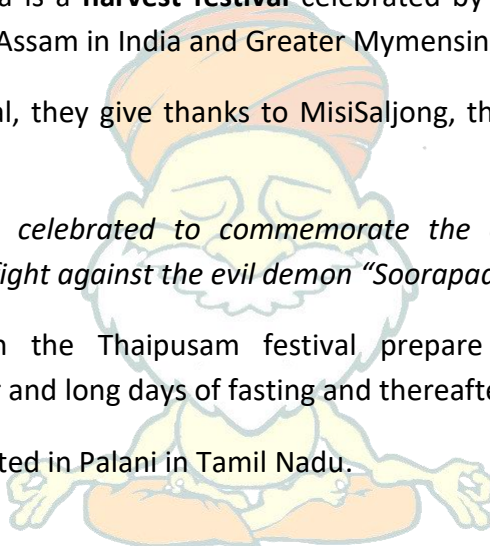 a is a harvest festival celebrated by
Assam in India and Greater Mymensin
al, they give thanks to MisiSaljong, th
celebrated to commemorate the
fight against the evil demon “Soorapad
n the Thaipusam festival prepare
and long days of fasting and thereafte
ted in Palani in Tamil Nadu.